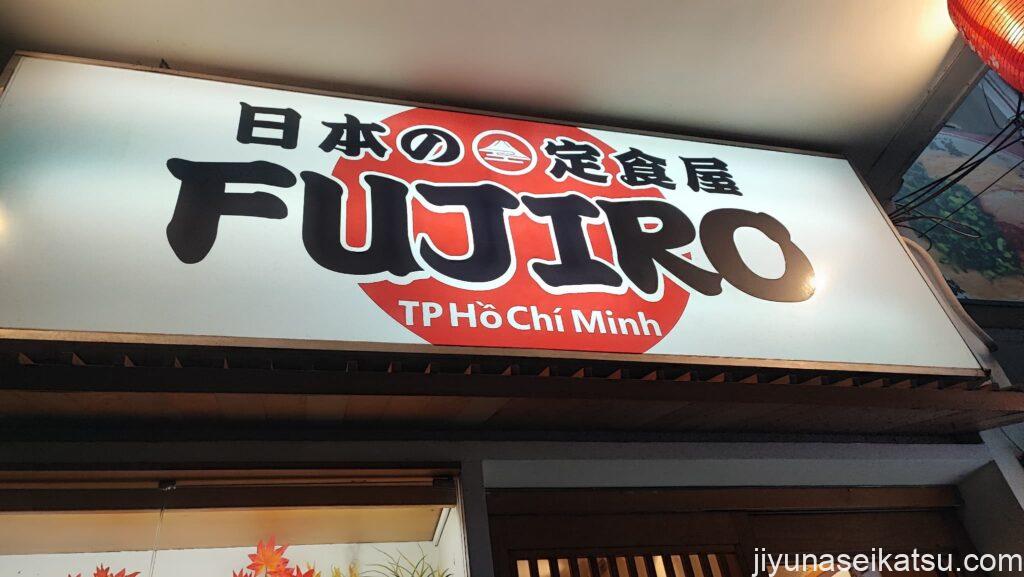 日本の定食屋
FUJIRO
TP Hồ Chí Minh
jiyunaseikatsu.com